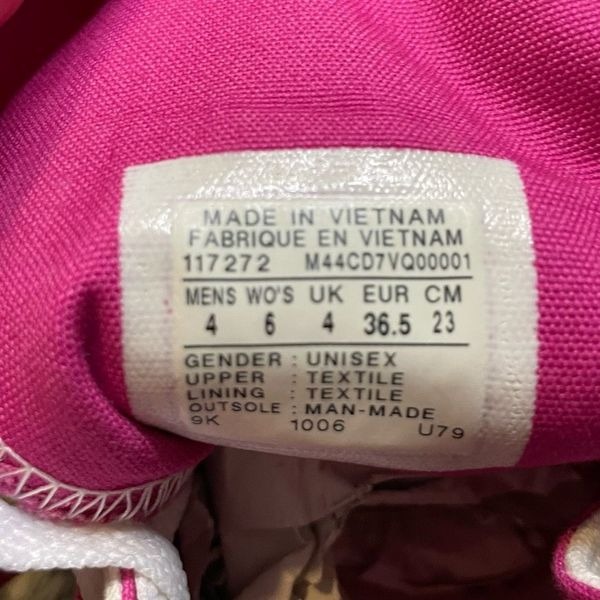 MADE IN VIETNAM
FABRIQUE EN VIETNAM
117272 M44CD7VQ00001
MENS WO'S UK EUR CM
4 6 4 36.5 23
GENDER : UNISEX
UPPER : TEXTILE
LINING : TEXTILE
OUTSOLE : MAN-MADE
9K 1006 U79